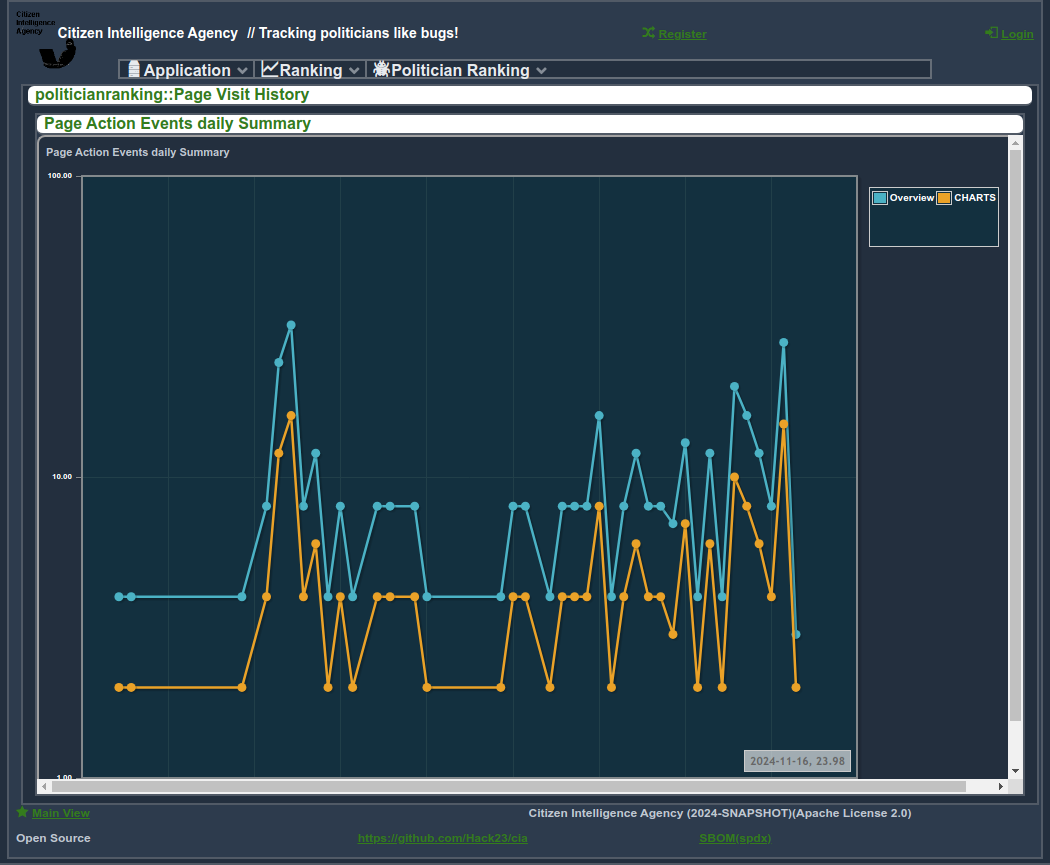 Citizen
Intelligence
Agency
Citizen Intelligence Agency // Tracking politicians like bugs!
Register
Login
Application
Ranking
Politician Ranking
politicianranking::Page Visit History
Page Action Events daily Summary
Page Action Events daily Summary
100.00
Overview
CHARTS
10.00
2024-11-16, 23.98
1.00
Main View
Citizen Intelligence Agency (2024-SNAPSHOT)(Apache License 2.0)
Open Source
https://github.com/Hack23/cia
SBOM(spdx)